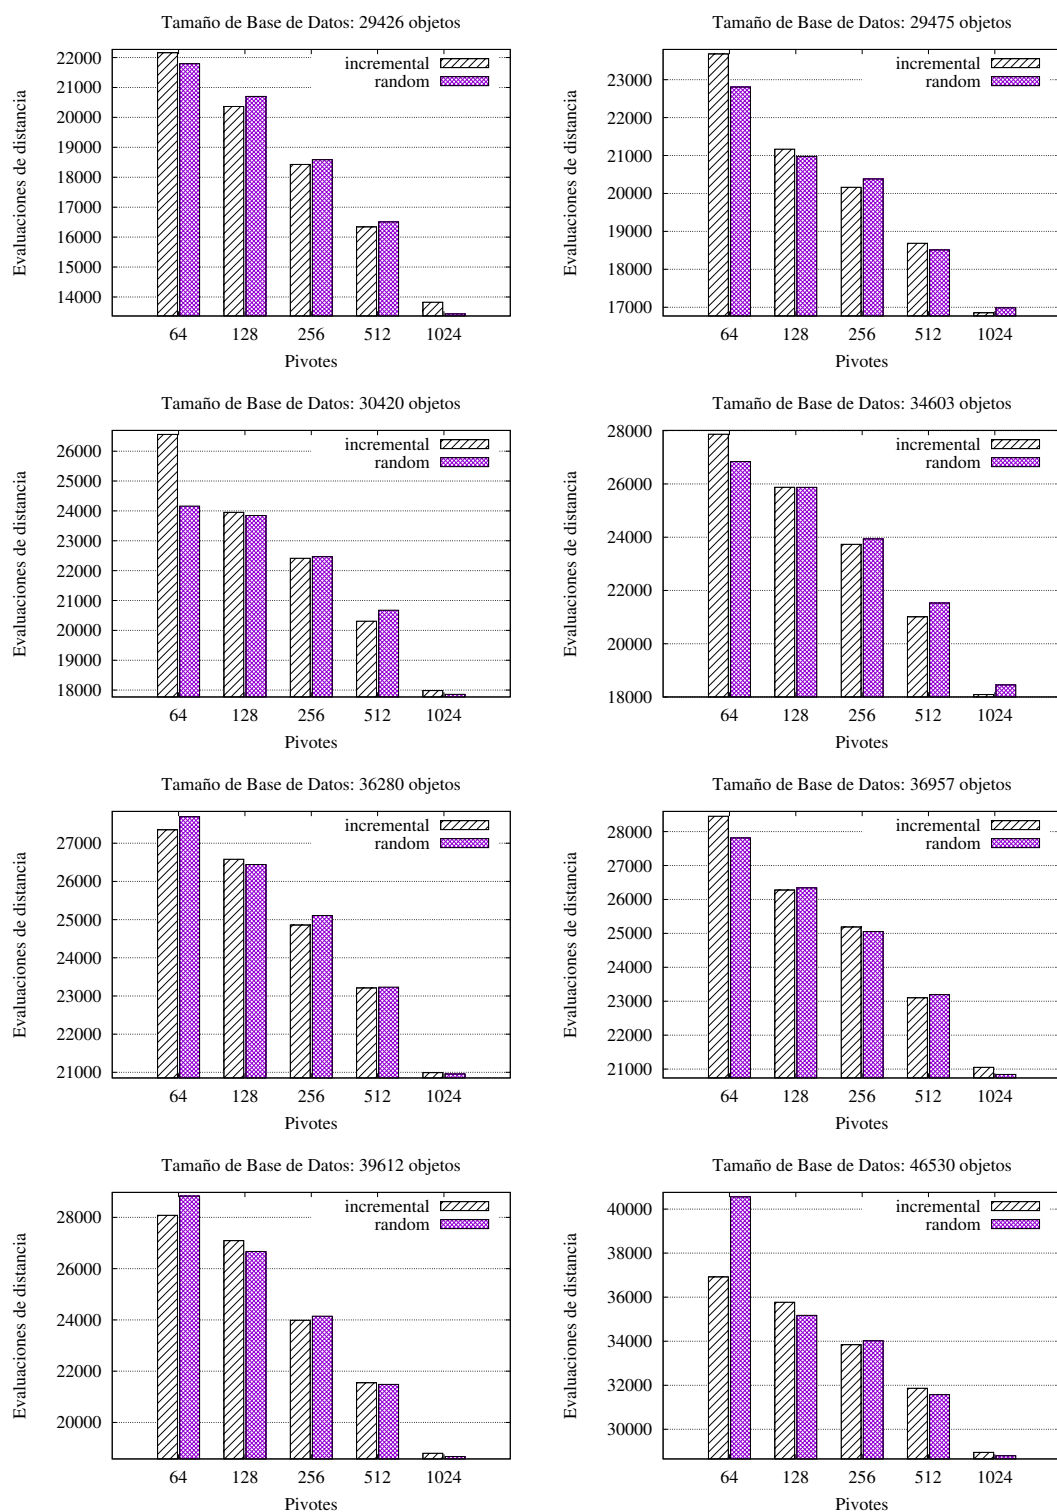 Tamaño de Base de Datos: 29426 objetos
Evaluaciones de distancia
22000
21000
20000
19000
18000
17000
16000
15000
14000
incremental
random
64 128 256 512 1024
Pivotes
Tamaño de Base de Datos: 29475 objetos
Evaluaciones de distancia
23000
22000
21000
20000
19000
18000
17000
incremental
random
64 128 256 512 1024
Pivotes
Tamaño de Base de Datos: 30420 objetos
Evaluaciones de distancia
26000
25000
24000
23000
22000
21000
20000
19000
18000
incremental
random
64 128 256 512 1024
Pivotes
Tamaño de Base de Datos: 34603 objetos
Evaluaciones de distancia
28000
26000
24000
22000
20000
18000
incremental
random
64 128 256 512 1024
Pivotes
Tamaño de Base de Datos: 36280 objetos
Evaluaciones de distancia
27000
26000
25000
24000
23000
22000
21000
incremental
random
64 128 256 512 1024
Pivotes
Tamaño de Base de Datos: 36957 objetos
Evaluaciones de distancia
28000
27000
26000
25000
24000
23000
22000
21000
incremental
random
64 128 256 512 1024
Pivotes
Tamaño de Base de Datos: 39612 objetos
Evaluaciones de distancia
28000
26000
24000
22000
20000
incremental
random
64 128 256 512 1024
Pivotes
Tamaño de Base de Datos: 46530 objetos
Evaluaciones de distancia
40000
38000
36000
34000
32000
30000
incremental
random
64 128 256 512 1024
Pivotes